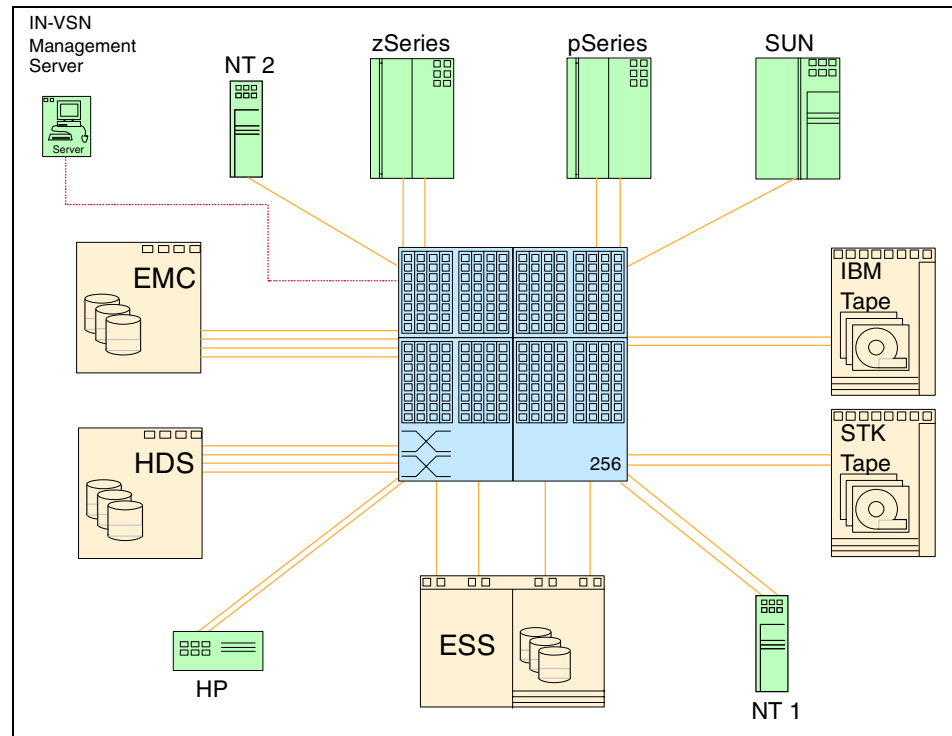 IN-VSN
Management
Server
Server
NT 2
zSeries
pSeries
SUN
EMC
IBM
Tape
HDS
STK
Tape
256
ESS
HP
NT 1